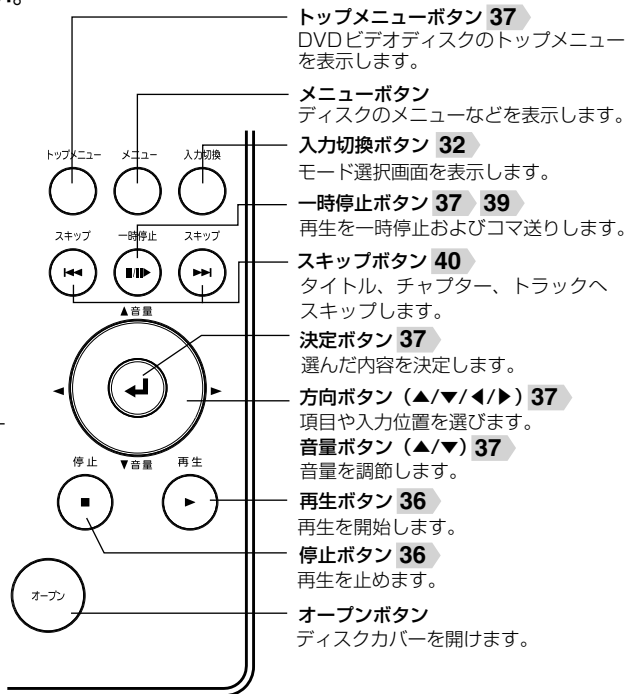 す。
トップメニューボタン 37
DVDビデオディスクのトップメニュー
を表示します。
メニューボタン
ディスクのメニューなどを表示します。
入力切換ボタン 32
モード選択画面を表示します。
一時停止ボタン 37 39
再生を一時停止およびコマ送りします。
スキップボタン 40
タイトル、チャプター、トラックへ
スキップします。
決定ボタン 37
選んだ内容を決定します。
方向ボタン（▲/▼/◀/▶）37
項目や入力位置を選びます。
音量ボタン（▲/▼）37
音量を調節します。
再生ボタン 36
再生を開始します。
停止ボタン 36
再生を止めます。
オープンボタン
ディスクカバーを開けます。
トップメニュー メニュー 入力切換
スキップ 一時停止 スキップ
▲音量
停止 ▼音量 再生
オープン